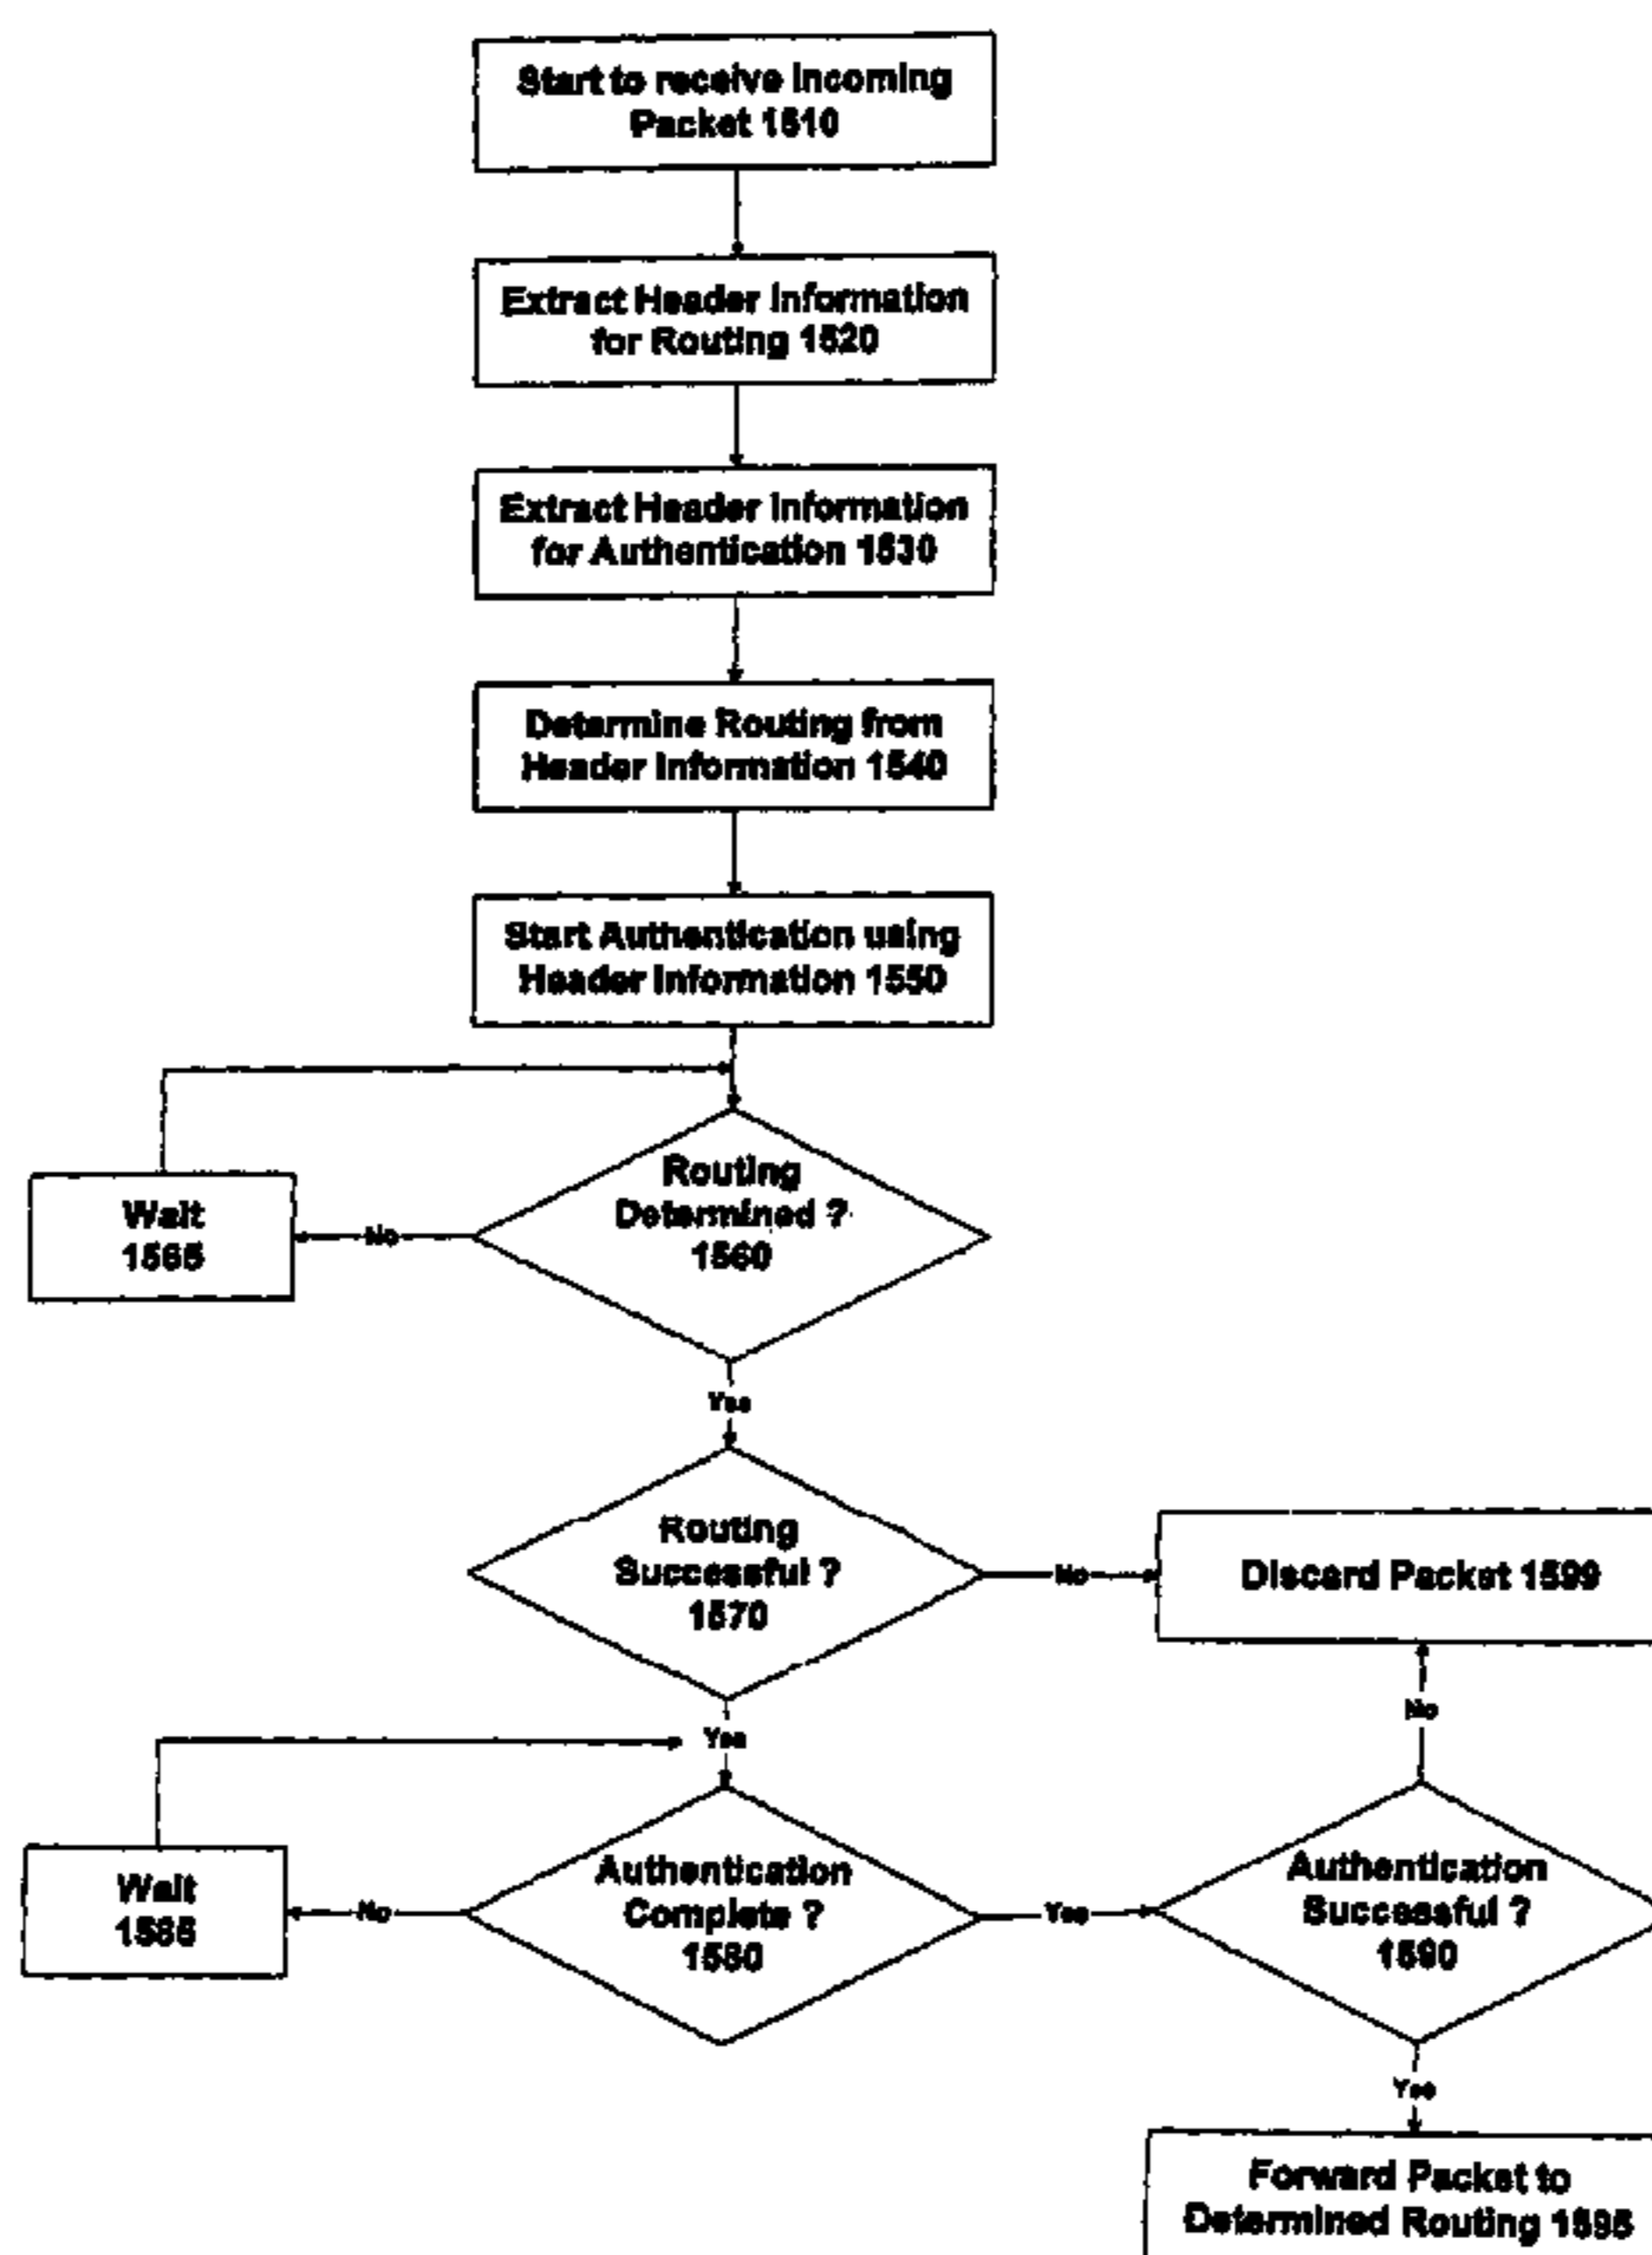 Start to receive Incoming
Packet 1510
Extract Header Information
for Routing 1520
Extract Header Information
for Authentication 1530
Determine Routing from
Header Information 1540
Start Authentication using
Header Information 1550
Routing
Determined ?
1560
Wait
1565
No
Yes
Routing
Successful ?
1570
No
Discard Packet 1599
Yes
No
Authentication
Complete ?
1580
Wait
1585
No
Yes
Authentication
Successful ?
1590
Yes
Forward Packet to
Determined Routing 1595